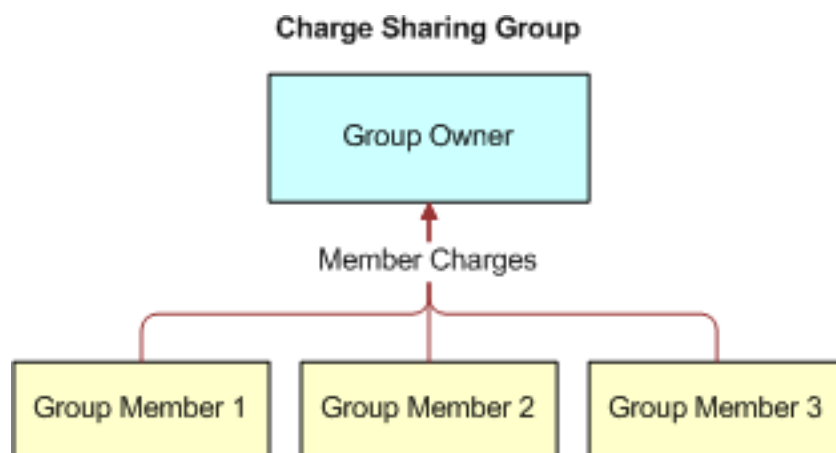 Charge Sharing Group
Group Owner
Member Charges
Group Member 1
Group Member 2
Group Member 3